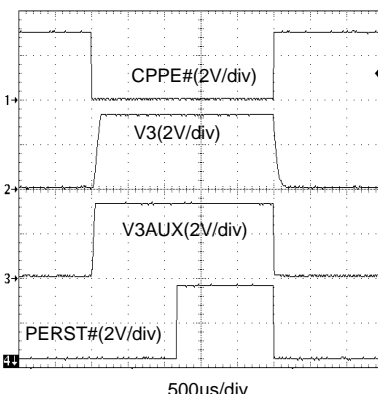 CPPE#(2V/div)
1
V3(2V/div)
2
V3AUX(2V/div)
3
PERST#(2V/div)
4
500us/div